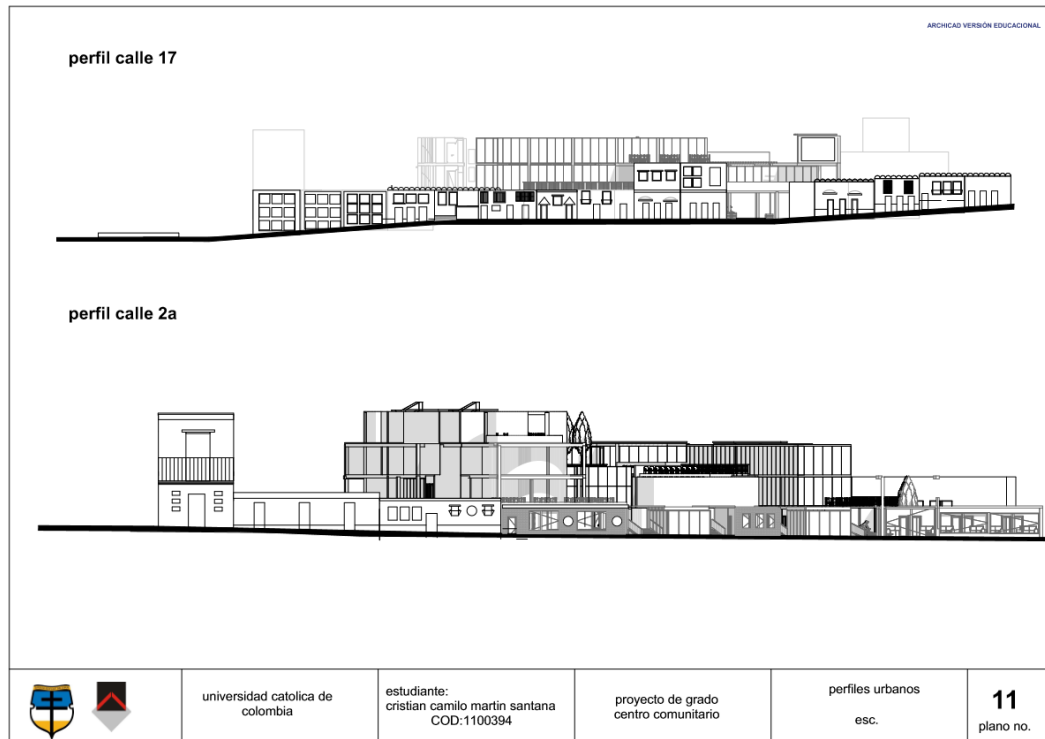 ARCHICAD VERSIÓN EDUCACIONAL
perfil calle 17
perfil calle 2a
universidad catolica de
colombia
estudiante:
cristian camilo martin santana
COD:1100394
proyecto de grado
centro comunitario
perfiles urbanos
esc.
11
plano no.